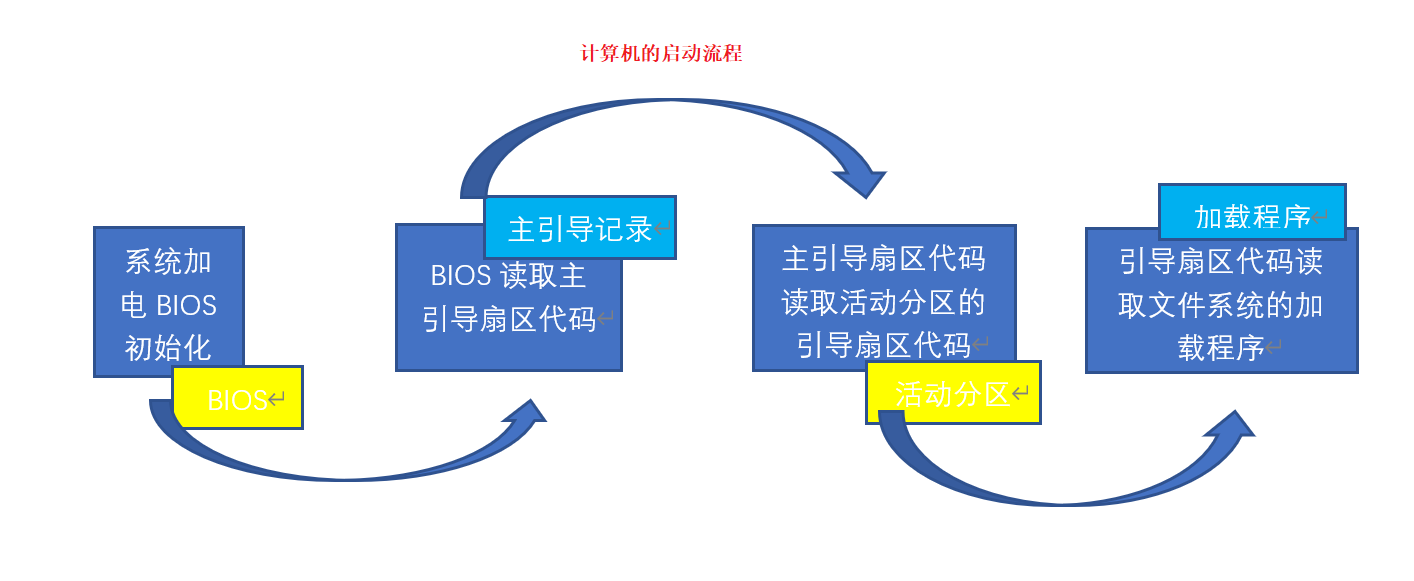 计算机的启动流程
系统加
电 BIOS
初始化
BIOS
主引导记录
BIOS 读取主
引导扇区代码
主引导扇区代码
读取活动分区的
引导扇区代码
活动分区
加载程序
引导扇区代码读
取文件系统的加
载程序